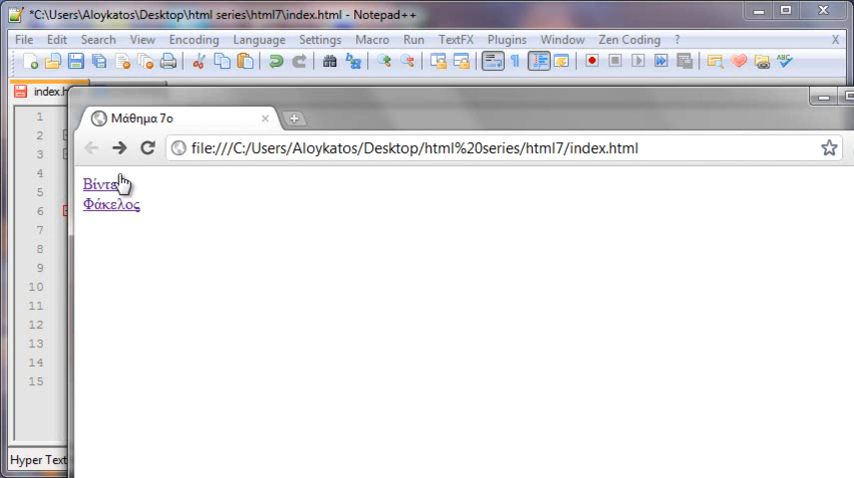 *C:\Users\Aloykatos\Desktop\html series\html7\index.html - Notepad++
File Edit Search View Encoding Language Settings Macro Run TextFX Plugins Window Zen Coding ? X
Μάθημα 7ο
file:///C:/Users/Aloykatos/Desktop/html%20series/html7/index.html
Φάκελος
1
2
3
4
5
6
7
8
9
10
11
12
13
14
15
Hyper Text